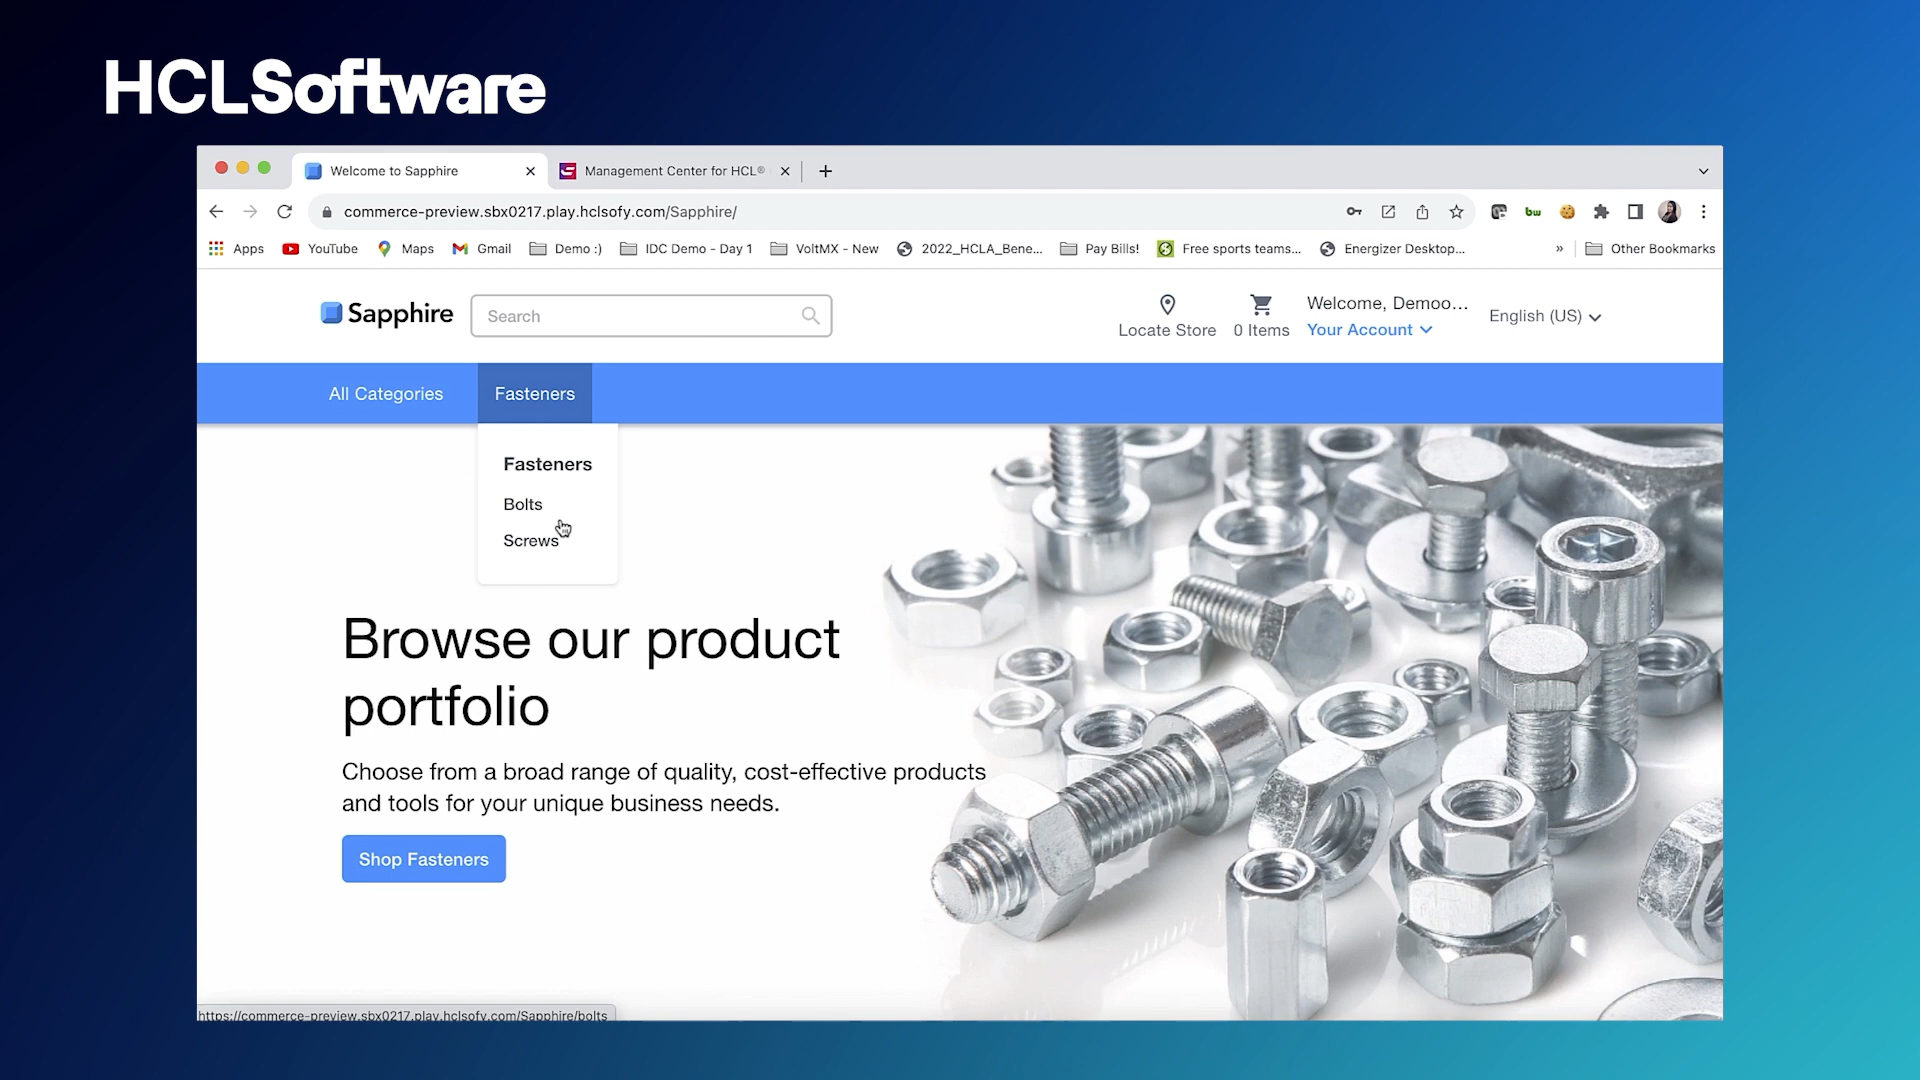 HCLSoftware
Welcome to Sapphire
Management Center for HCL®
commerce-preview.sbx0217.play.hclsofy.com/Sapphire/
bw
Apps YouTube Maps Gmail Demo :) IDC Demo - Day 1 VoltMX - New 2022_HCLA_Bene... Pay Bills! Free sports teams... Energizer Desktop... » Other Bookmarks
Sapphire
Search
Locate Store
0 Items
Welcome, Demoo...
Your Account
English (US)
All Categories
Fasteners
Fasteners
Bolts
Screws
Browse our product
portfolio
Choose from a broad range of quality, cost-effective products
and tools for your unique business needs.
Shop Fasteners
https://commerce-preview.sbx0217.play.hclsofy.com/Sapphire/bolts